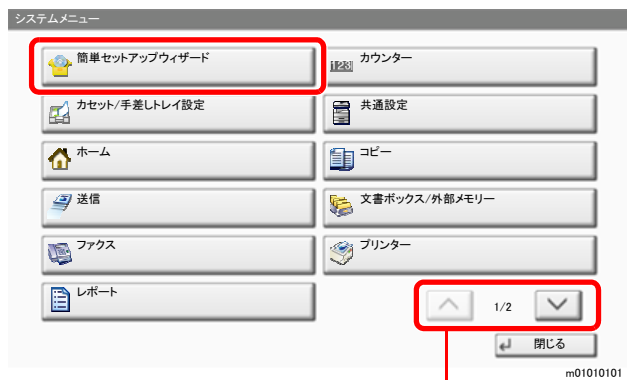 システムメニュー
簡単セットアップウィザード
カウンター
カセット/手差しトレイ設定
共通設定
ホーム
コピー
送信
文書ボックス/外部メモリー
ファクス
プリンター
レポート
1/2
閉じる
m01010101